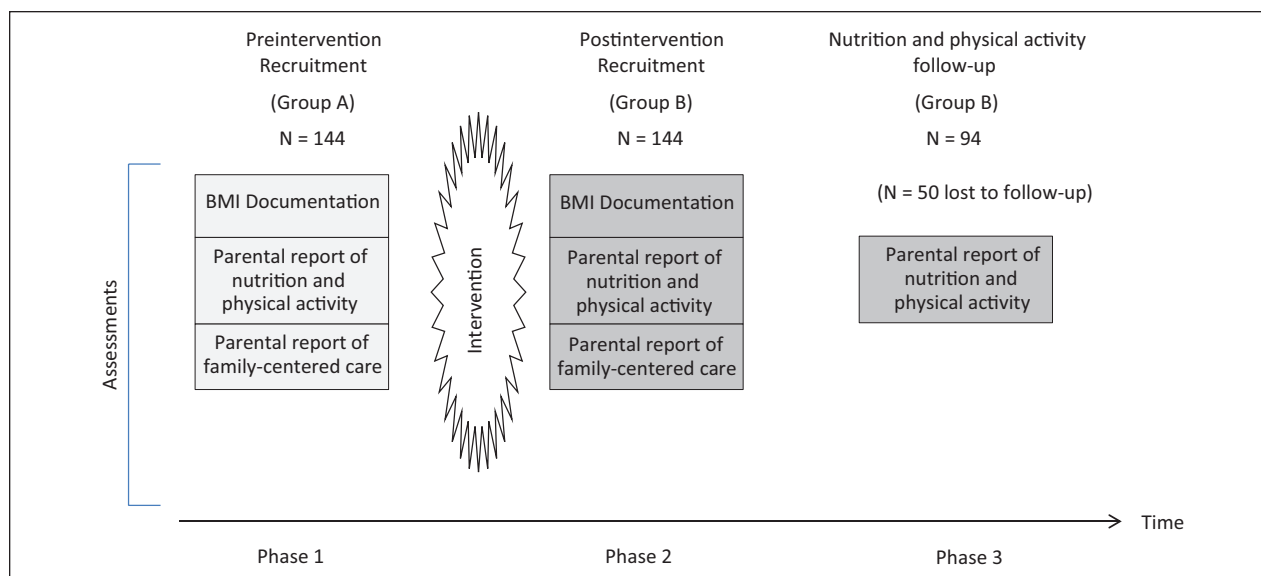 Preintervention
Recruitment
(Group A)
N = 144
Postintervention
Recruitment
(Group B)
N = 144
Nutrition and physical activity
follow-up
(Group B)
N = 94
(N = 50 lost to follow-up)
Assessments
BMI Documentation
Parental report of
nutrition and
physical activity
Parental report of
family-centered care
Intervention
BMI Documentation
Parental report of
nutrition and
physical activity
Parental report of
family-centered care
Parental report of
nutrition and
physical activity
Time
Phase 1
Phase 2
Phase 3